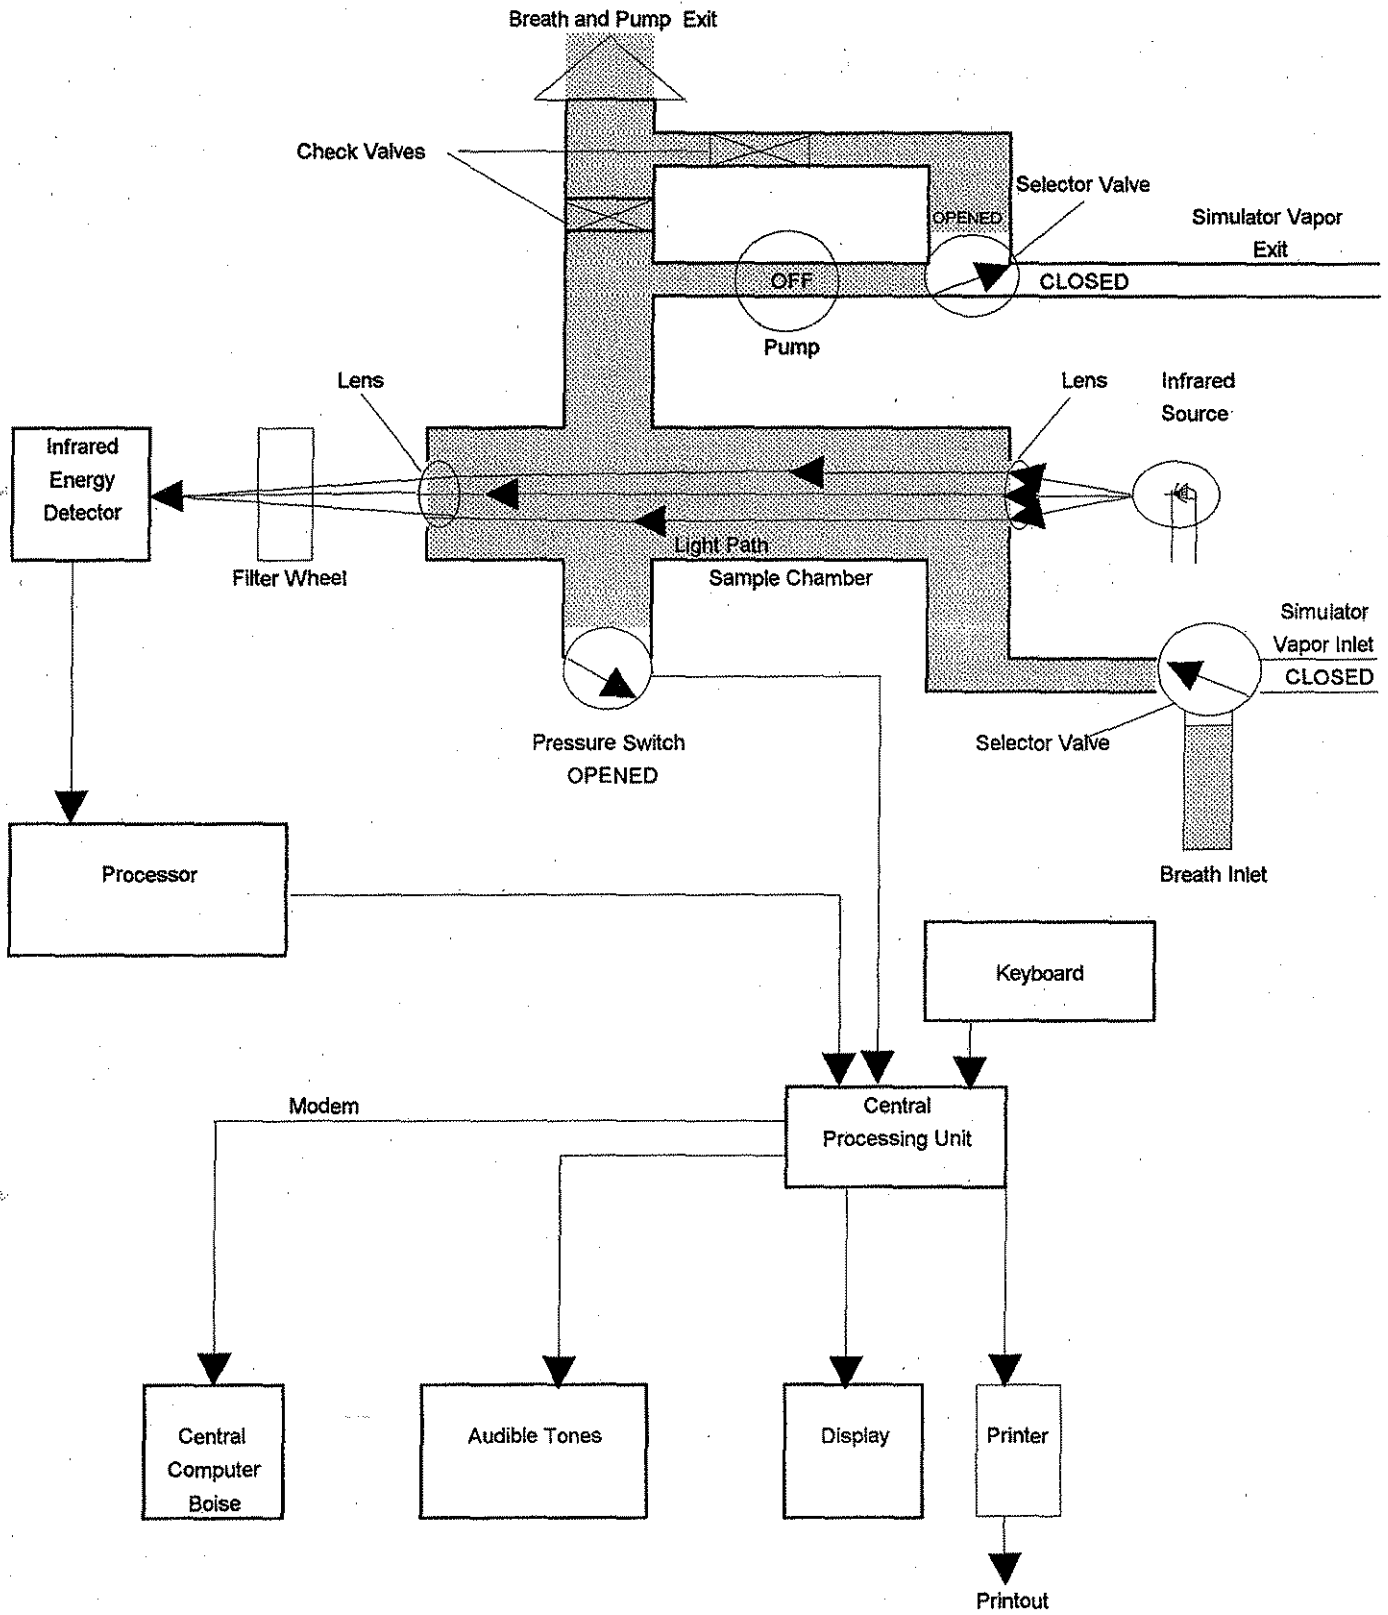 Breath and Pump Exit
Check Valves
Selector Valve
OPENED
Simulator Vapor
Exit
OFF
CLOSED
Pump
Lens
Lens
Infrared
Source
Infrared
Energy
Detector
Light Path
Filter Wheel
Sample Chamber
Simulator
Vapor Inlet
CLOSED
Pressure Switch
OPENED
Selector Valve
Processor
Breath Inlet
Keyboard
Modem
Central
Processing Unit
Central
Computer
Boise
Audible Tones
Display
Printer
Printout